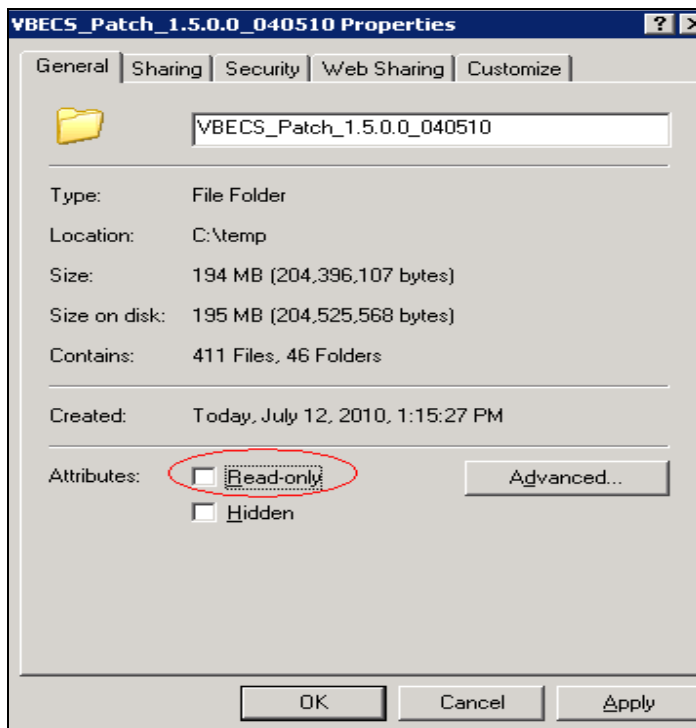 VBECS_Patch_1.5.0.0_040510 Properties ?
General Sharing Security Web Sharing Customize
VBECS_Patch_1.5.0.0_040510
Type: File Folder
Location: C:\temp
Size: 194 MB (204,396,107 bytes)
Size on disk: 195 MB (204,525,568 bytes)
Contains: 411 Files, 46 Folders
Created: Today, July 12, 2010, 1:15:27 PM
Attributes: Read-only Advanced...
Hidden
OK Cancel Apply